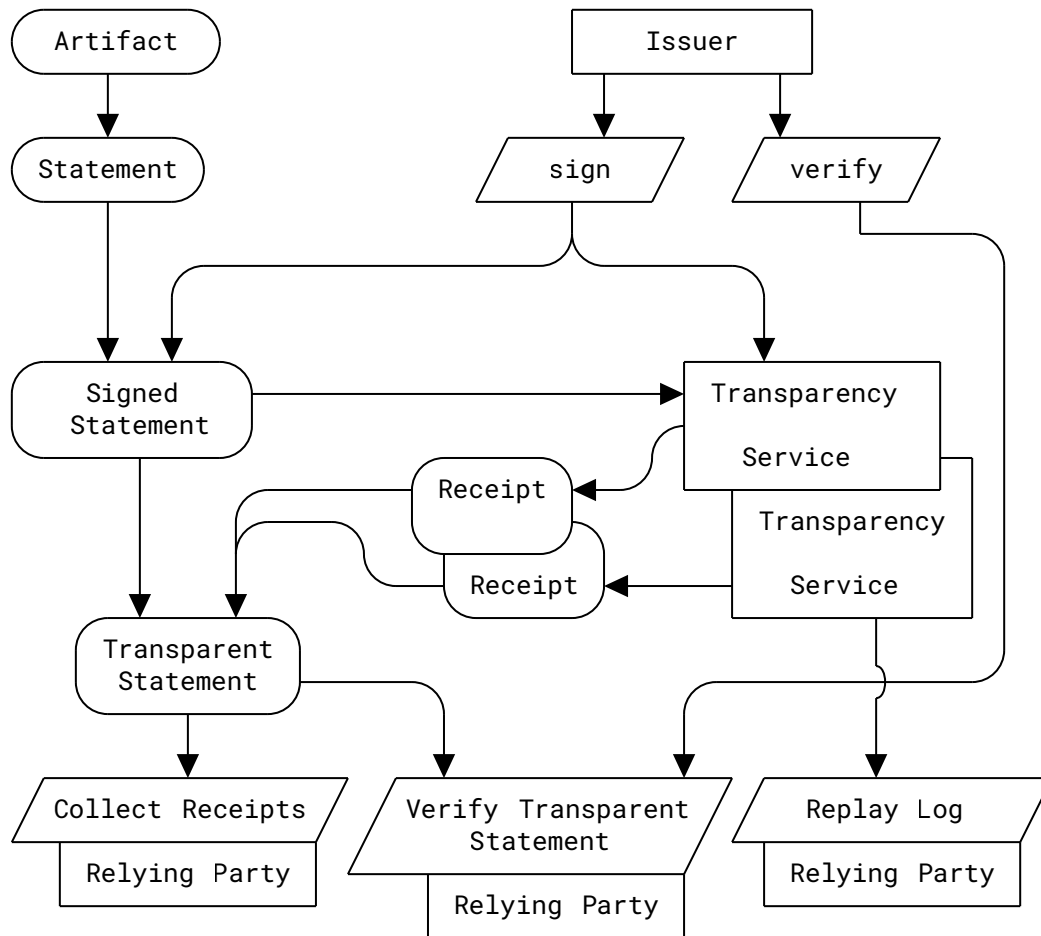 Artifact
Issuer
Statement
sign
verify
Signed
Statement
Transparency
Service
Receipt
Transparency
Receipt
Service
Transparent
Statement
Collect Receipts
Verify Transparent
Statement
Replay Log
Relying Party
Relying Party
Relying Party